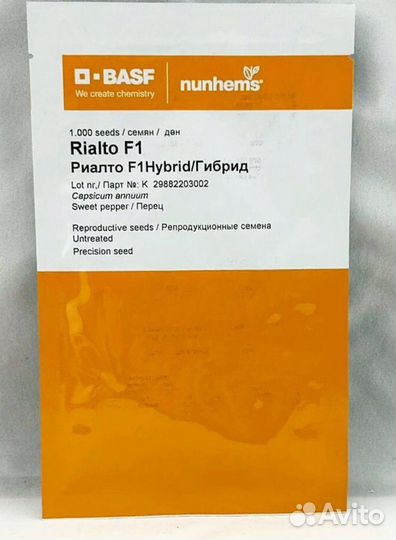 BASF
We create chemistry
nunhems®
1.000 seeds / семян / дән
Rialto F1
Риалто F1Hybrid/Гибрид
Lot nr,/ Парт №: K 29882203002
Capsicum annuum
Sweet pepper / Перец
Reproductive seeds / Репродукционные семена
Untreated
Precision seed
Avito